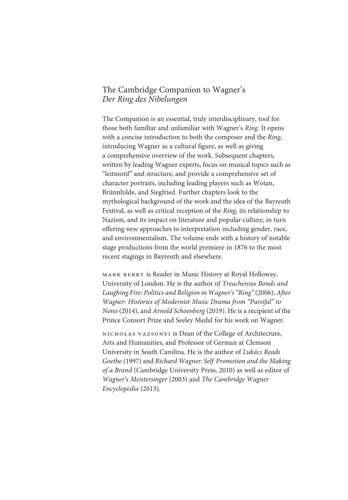 The Cambridge Companion to Wagner's
Der Ring des Nibelungen
The Companion is an essential, truly interdisciplinary, tool for
those both familiar and unfamiliar with Wagner's Ring. It opens
with a concise introduction to both the composer and the Ring,
introducing Wagner as a cultural figure, as well as giving
a comprehensive overview of the work. Subsequent chapters,
written by leading Wagner experts, focus on musical topics such as
"leitmotif" and structure, and provide a comprehensive set of
character portraits, including leading players such as Wotan,
Brünnhilde, and Siegfried. Further chapters look to the
mythological background of the work and the idea of the Bayreuth
Festival, as well as critical reception of the Ring, its relationship to
Nazism, and its impact on literature and popular culture, in turn
offering new approaches to interpretation including gender, race,
and environmentalism. The volume ends with a history of notable
stage productions from the world premiere in 1876 to the most
recent stagings in Bayreuth and elsewhere.
MARK BERRY is Reader in Music History at Royal Holloway,
University of London. He is the author of Treacherous Bonds and
Laughing Fire: Politics and Religion in Wagner's "Ring" (2006), After
Wagner: Histories of Modernist Music Drama from "Parsifal" to
Nono (2014), and Arnold Schoenberg (2019). He is a recipient of the
Prince Consort Prize and Seeley Medal for his work on Wagner.
NICHOLAS VAZSONYI is Dean of the College of Architecture,
Arts and Humanities, and Professor of German at Clemson
University in South Carolina. He is the author of Lukács Reads
Goethe (1997) and Richard Wagner: Self Promotion and the Making
of a Brand (Cambridge University Press, 2010) as well as editor of
Wagner's Meistersinger (2003) and The Cambridge Wagner
Encyclopedia (2013).